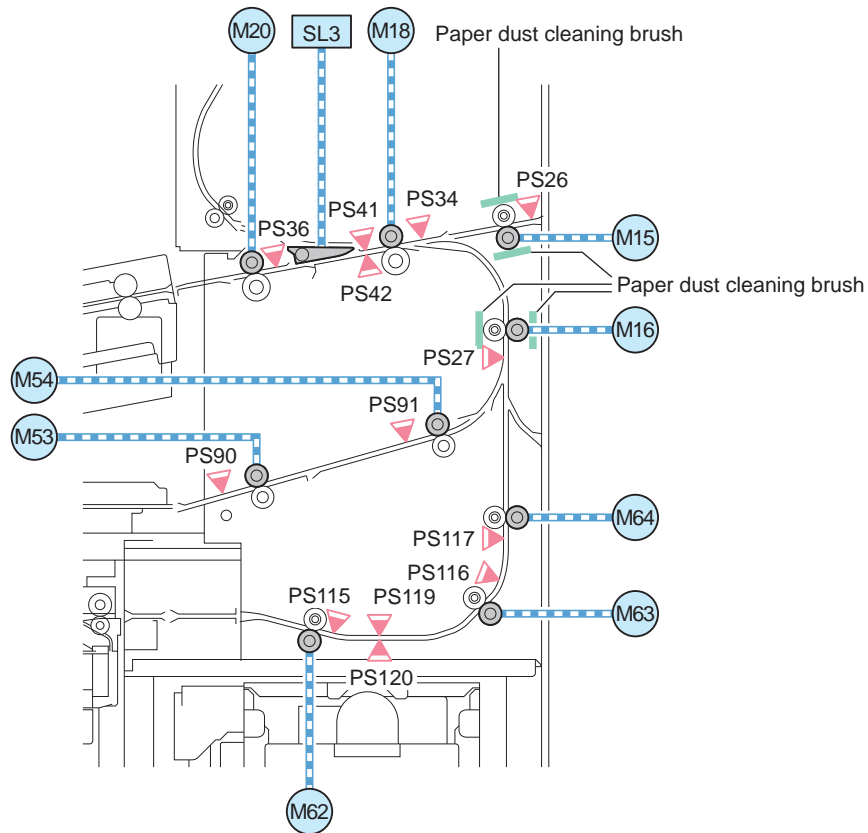 M20
SL3
M18
Paper dust cleaning brush
PS26
PS34
PS41
PS36
M15
PS42
Paper dust cleaning brush
M16
PS27
M54
PS91
M53
PS90
M64
PS117
PS116
PS115
PS119
M63
PS120
M62